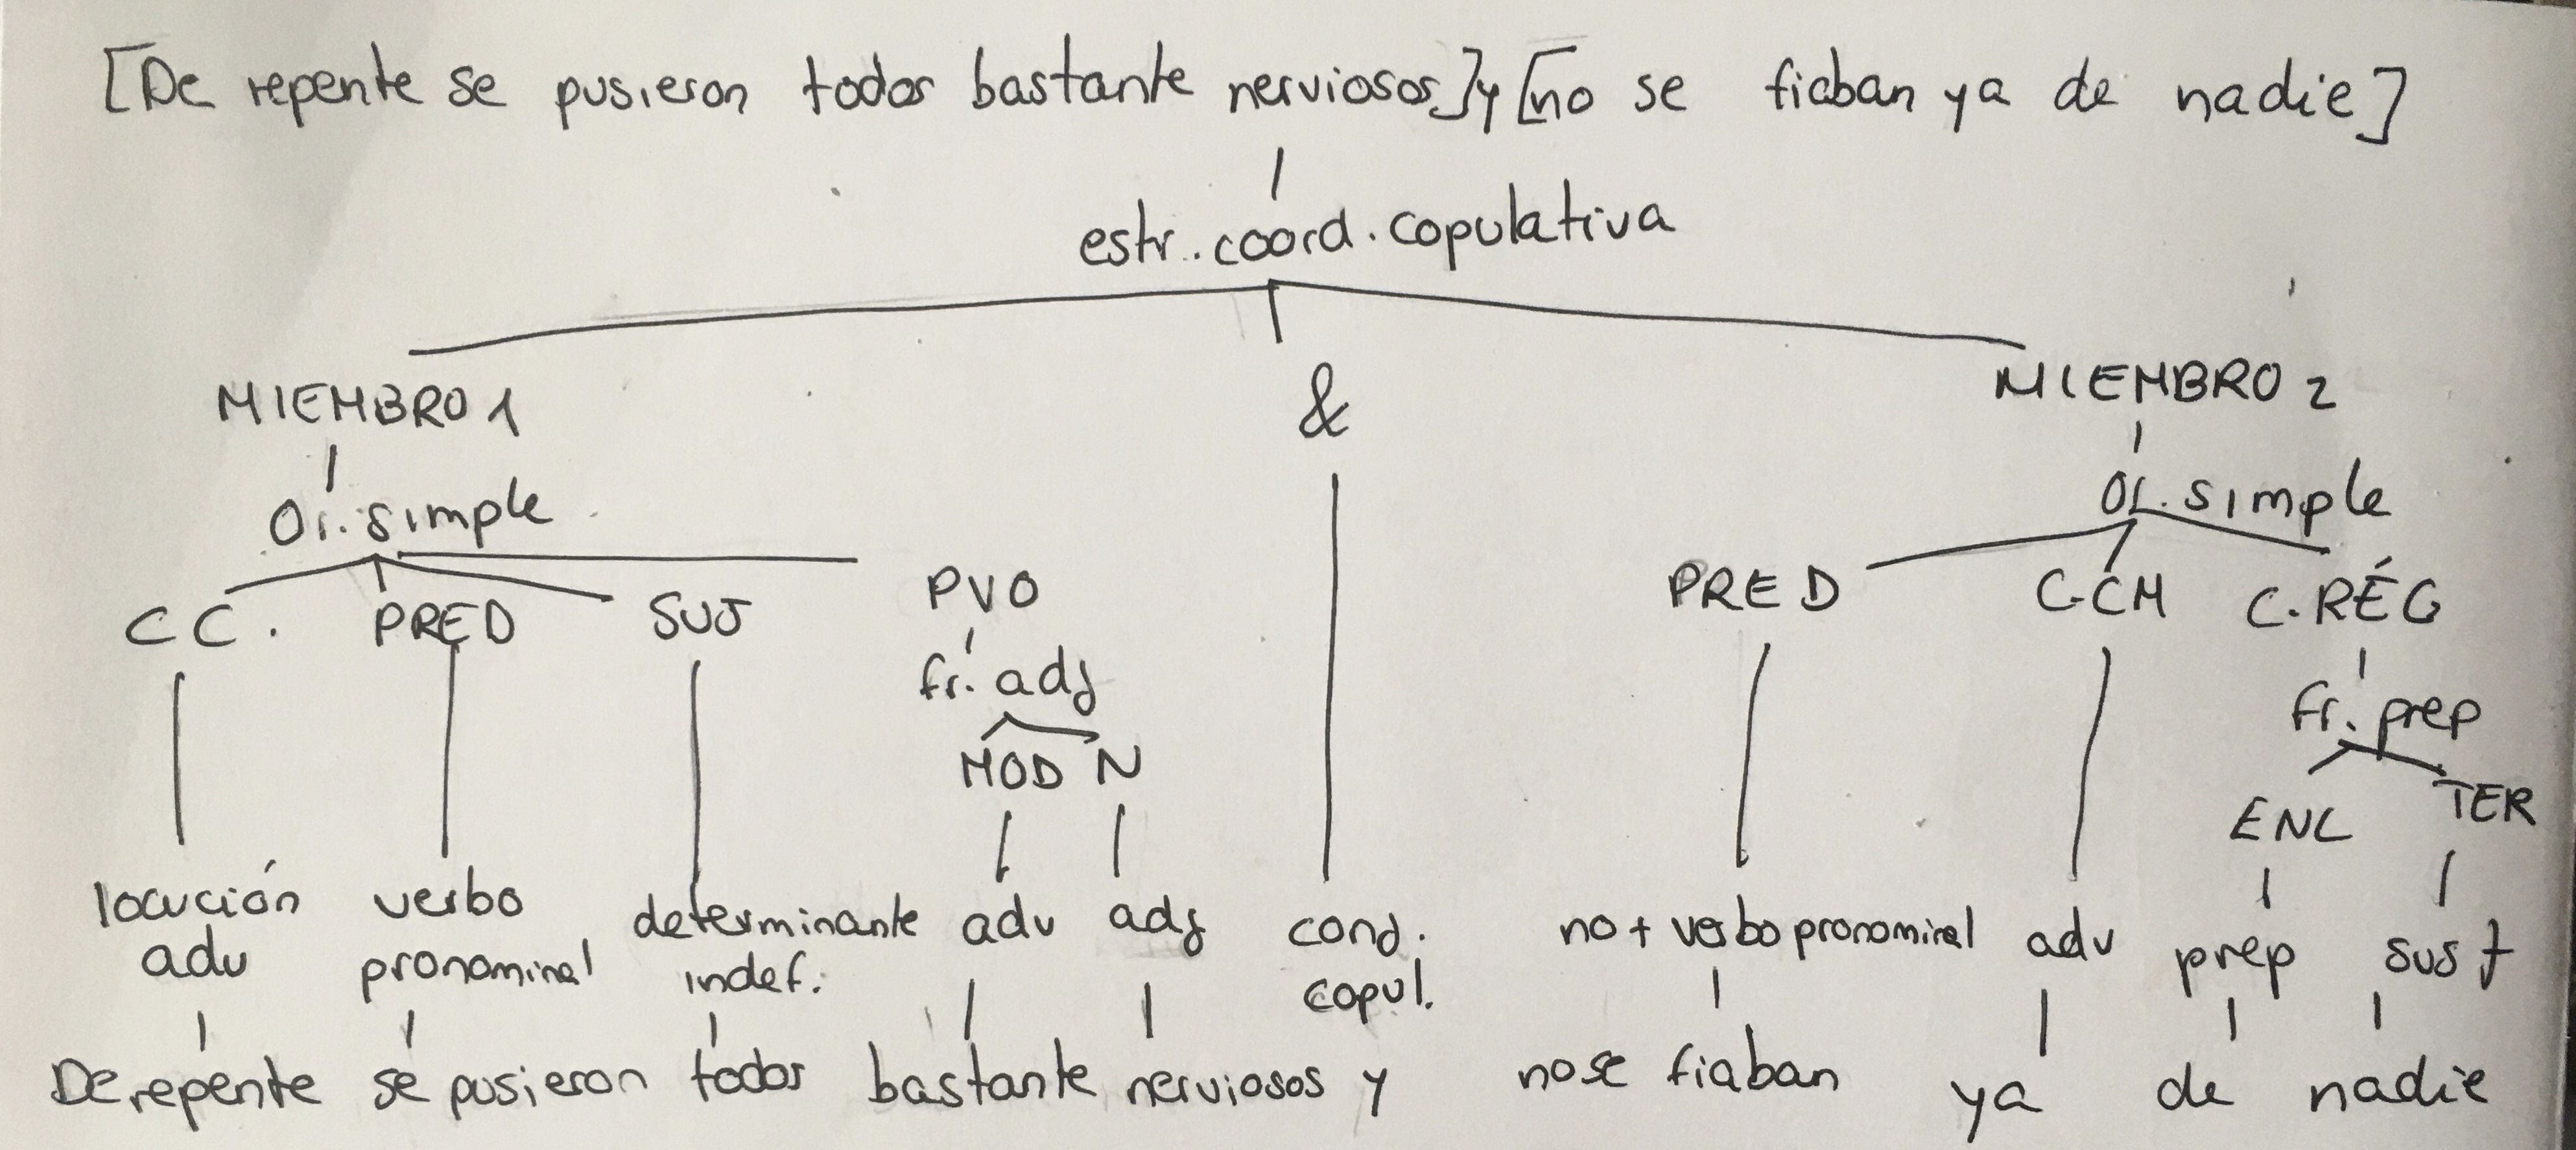 [De repente se pusieron todos bastante nerviosos] y [no se fiaban ya de nadie]
estr. coord. copulativa
MIEMBRO 1 & MIEMBRO 2
Or. simple Or. simple
CC. PRED SUJ PVO PRED C.CM C.RÉG
fr. adj fr. prep
MOD N ENL TER
locución verbo determinante adv adj conj. no + verbo pronominal adv prep sust
adv pronominal indef. copul.
De repente se pusieron todos bastante nerviosos y no se fiaban ya de nadie